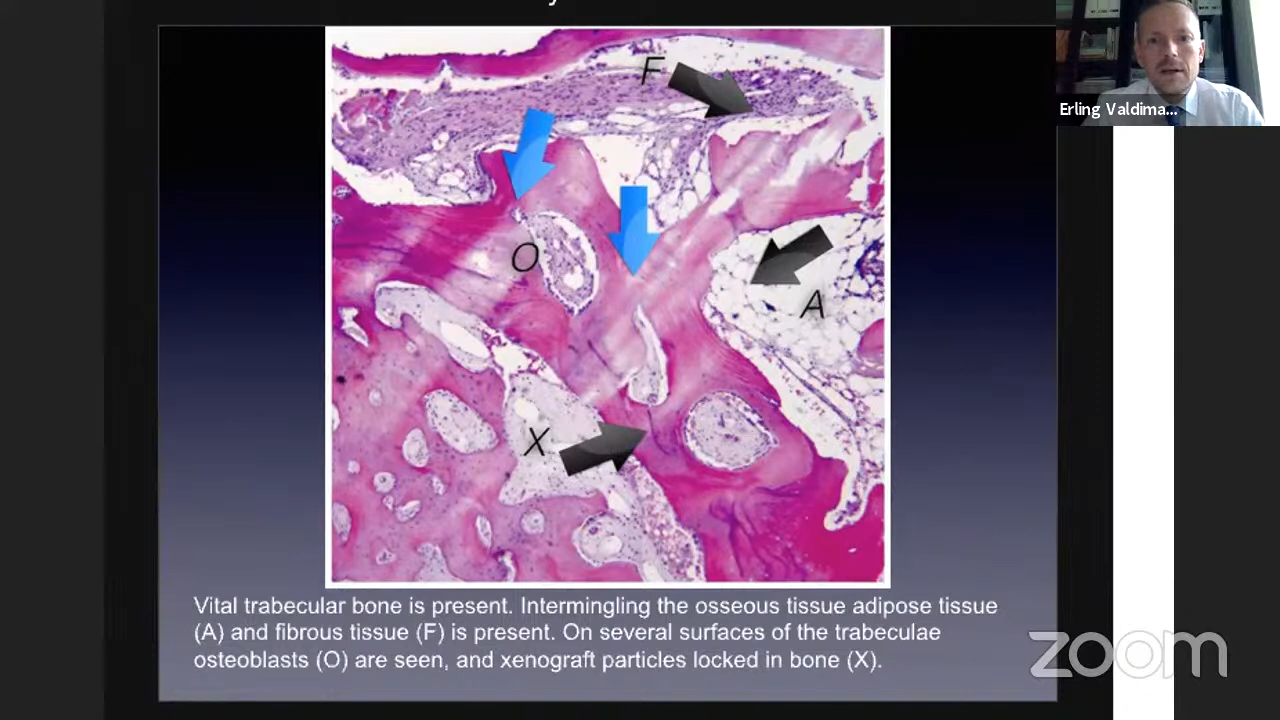 F
Erling Valdima...
O
A
X
Vital trabecular bone is present. Intermingling the osseous tissue adipose tissue
(A) and fibrous tissue (F) is present. On several surfaces of the trabeculae
osteoblasts (O) are seen, and xenograft particles locked in bone (X).
zoom